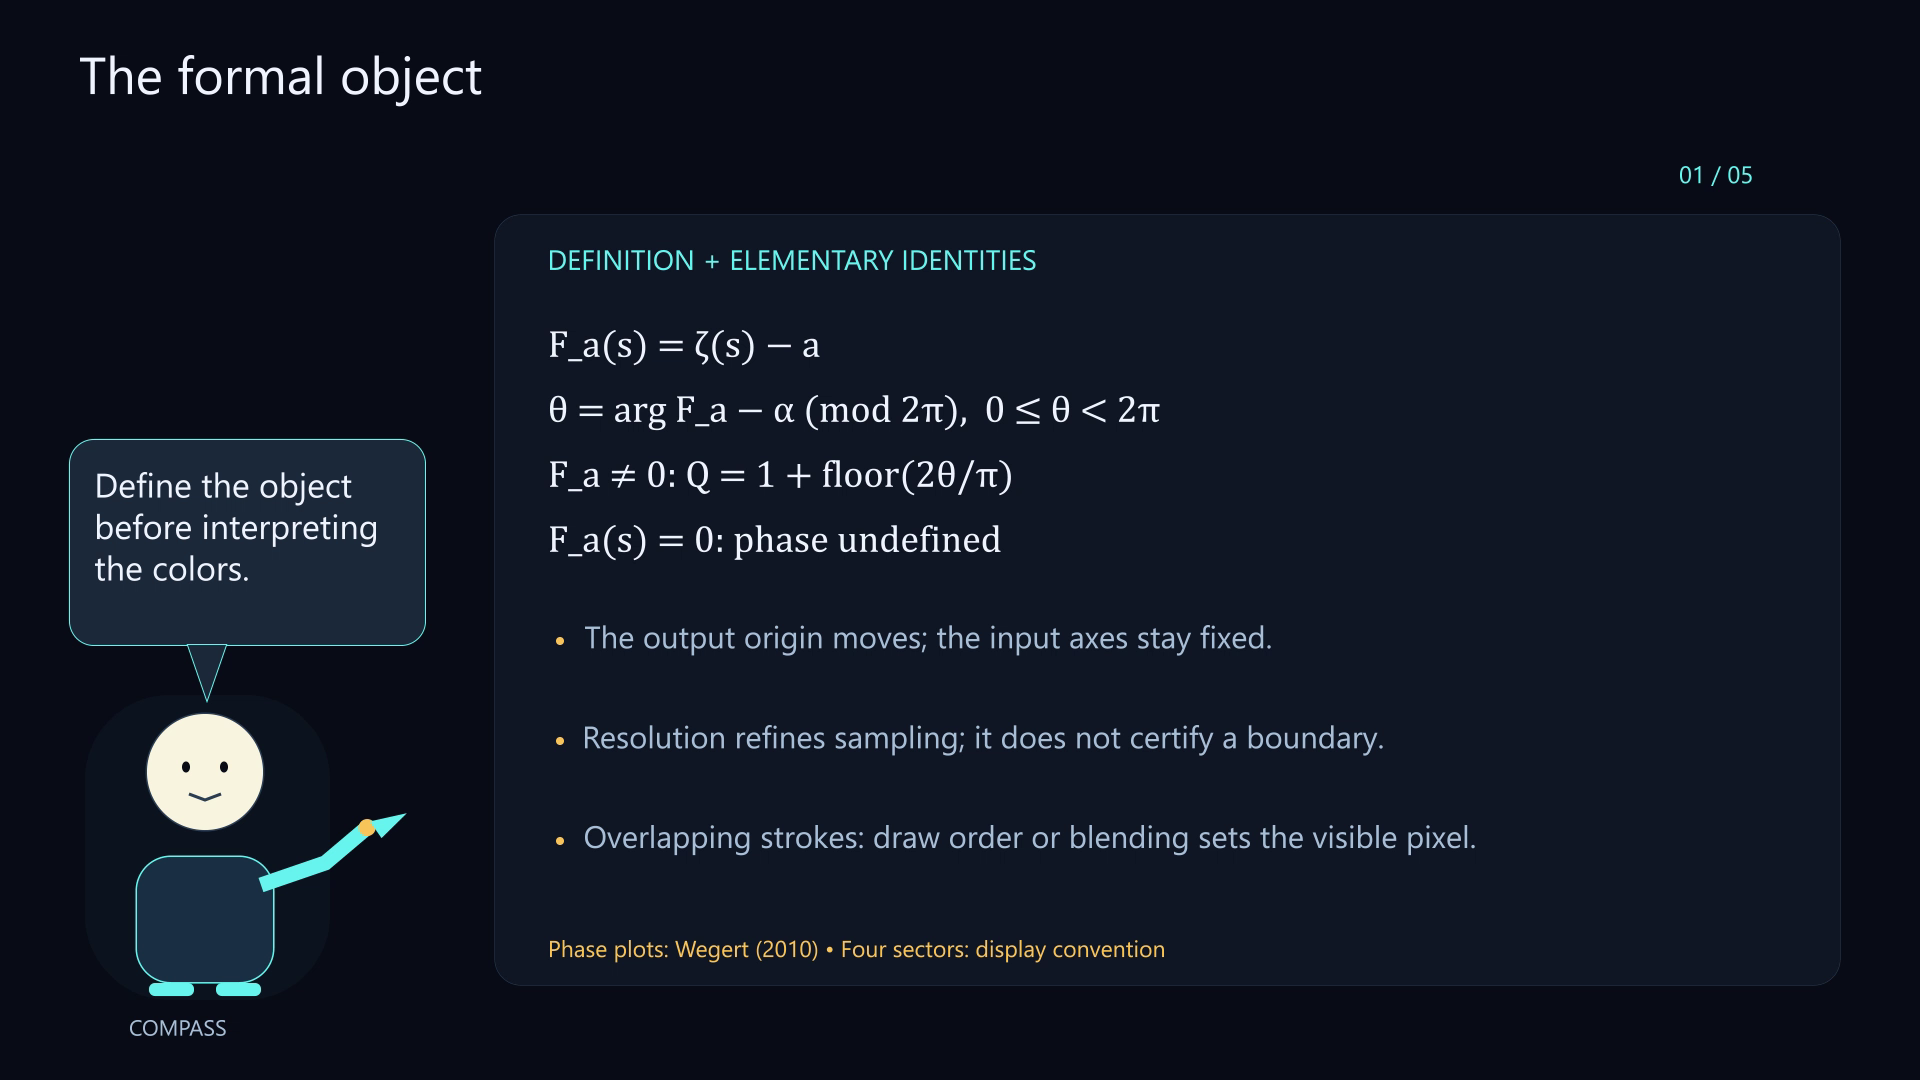 The formal object
01 / 05
DEFINITION + ELEMENTARY IDENTITIES
F_a(s) = ζ(s) − a
θ = arg F_a − α (mod 2π), 0 ≤ θ < 2π
F_a ≠ 0: Q = 1 + floor(2θ/π)
F_a(s) = 0: phase undefined
Define the object
before interpreting
the colors.
• The output origin moves; the input axes stay fixed.
• Resolution refines sampling; it does not certify a boundary.
• Overlapping strokes: draw order or blending sets the visible pixel.
Phase plots: Wegert (2010) • Four sectors: display convention
COMPASS